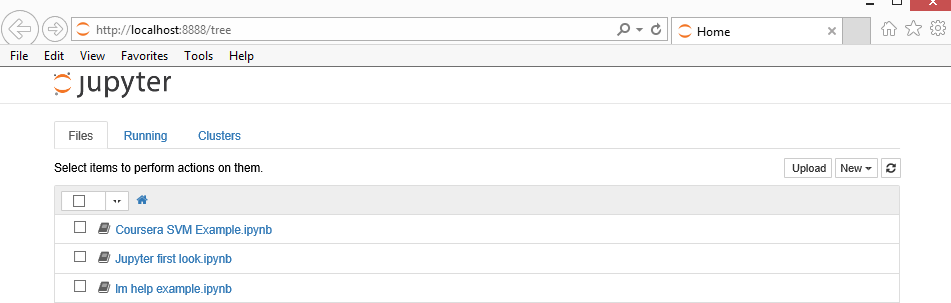 http://localhost:8888/tree
Home
File Edit View Favorites Tools Help
jupyter
Files Running Clusters
Select items to perform actions on them.
Upload New
Coursera SVM Example.ipynb
Jupyter first look.ipynb
lm help example.ipynb